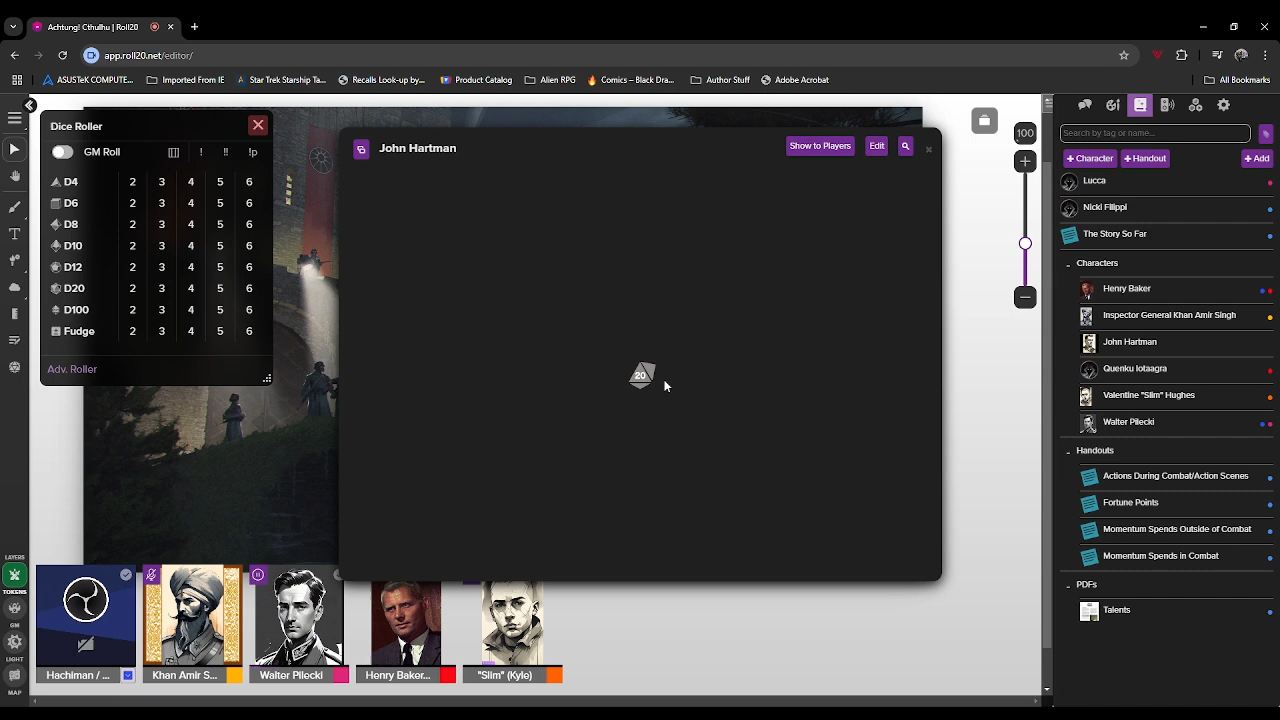 Achtung! Cthulhu | Roll20
app.roll20.net/editor/
ASUSTeK COMPUTE...
Imported From IE
Star Trek Starship Ta...
Recalls Look-up by...
Product Catalog
Alien RPG
Comics – Black Dra...
Author Stuff
Adobe Acrobat
All Bookmarks
Dice Roller
GM Roll ! !! !p
D4 2 3 4 5 6
D6 2 3 4 5 6
D8 2 3 4 5 6
D10 2 3 4 5 6
D12 2 3 4 5 6
D20 2 3 4 5 6
D100 2 3 4 5 6
Fudge 2 3 4 5 6
Adv. Roller
John Hartman
Show to Players
Edit
20
100
Search by tag or name...
+ Character
+ Handout
+ Add
Lucca
Nicki Filippi
The Story So Far
Characters
Henry Baker
Inspector General Khan Amir Singh
John Hartman
Quenku Iotaagra
Valentine "Slim" Hughes
Walter Pilecki
Handouts
Actions During Combat/Action Scenes
Fortune Points
Momentum Spends Outside of Combat
Momentum Spends in Combat
PDFs
Talents
LAYERS
TOKENS
GM
LIGHT
MAP
Hachiman / ...
Khan Amir S...
Walter Pilecki
Henry Baker...
"Slim" (Kyle)